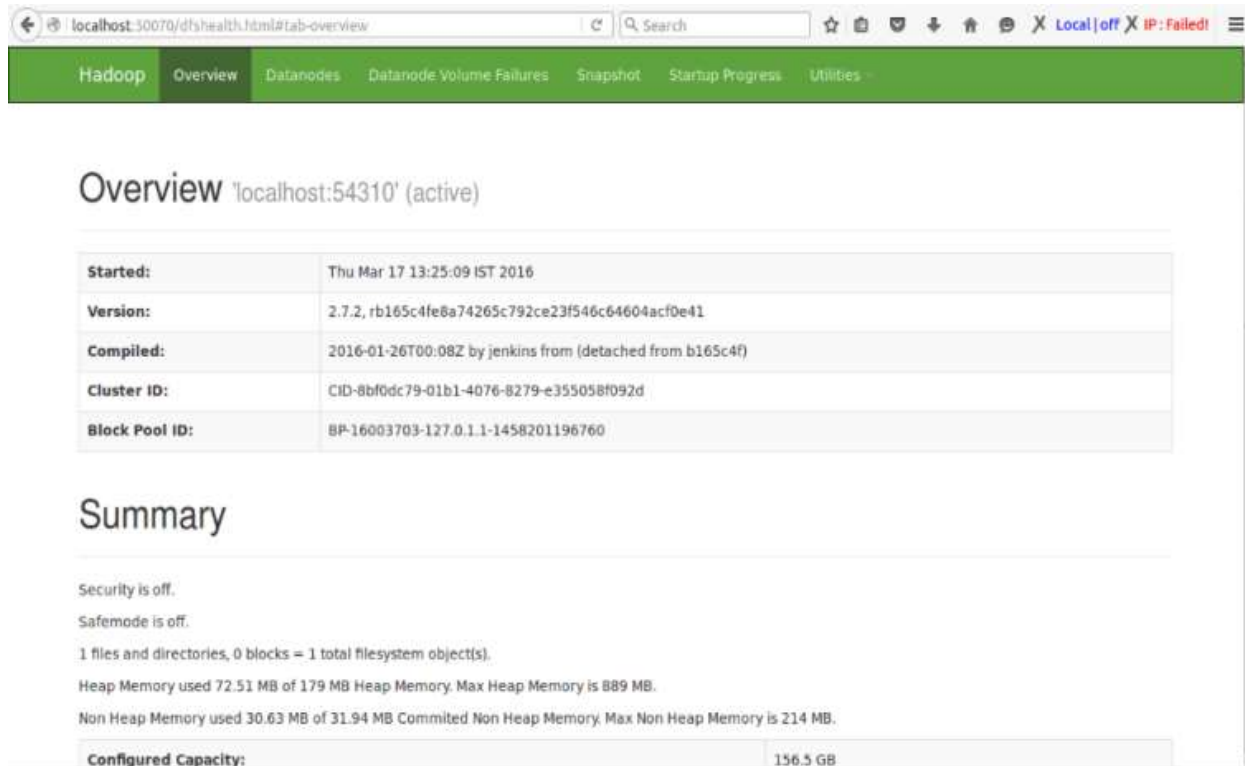 localhost:50070/dfshealth.html#tab-overview Search Local|off IP:Failed!
Hadoop Overview Datanodes Datanode Volume Failures Snapshot Startup Progress Utilities
Overview 'localhost:54310' (active)
Started: Thu Mar 17 13:25:09 IST 2016
Version: 2.7.2, rb165c4fe8a74265c792ce23f546c64604acf0e41
Compiled: 2016-01-26T00:08Z by jenkins from (detached from b165c4f)
Cluster ID: CID-8bf0dc79-01b1-4076-8279-e355058f092d
Block Pool ID: BP-16003703-127.0.1.1-1458201196760
Summary
Security is off.
Safemode is off.
1 files and directories, 0 blocks = 1 total filesystem object(s).
Heap Memory used 72.51 MB of 179 MB Heap Memory. Max Heap Memory is 889 MB.
Non Heap Memory used 30.63 MB of 31.94 MB Commited Non Heap Memory. Max Non Heap Memory is 214 MB.
Configured Capacity: 156.5 GB